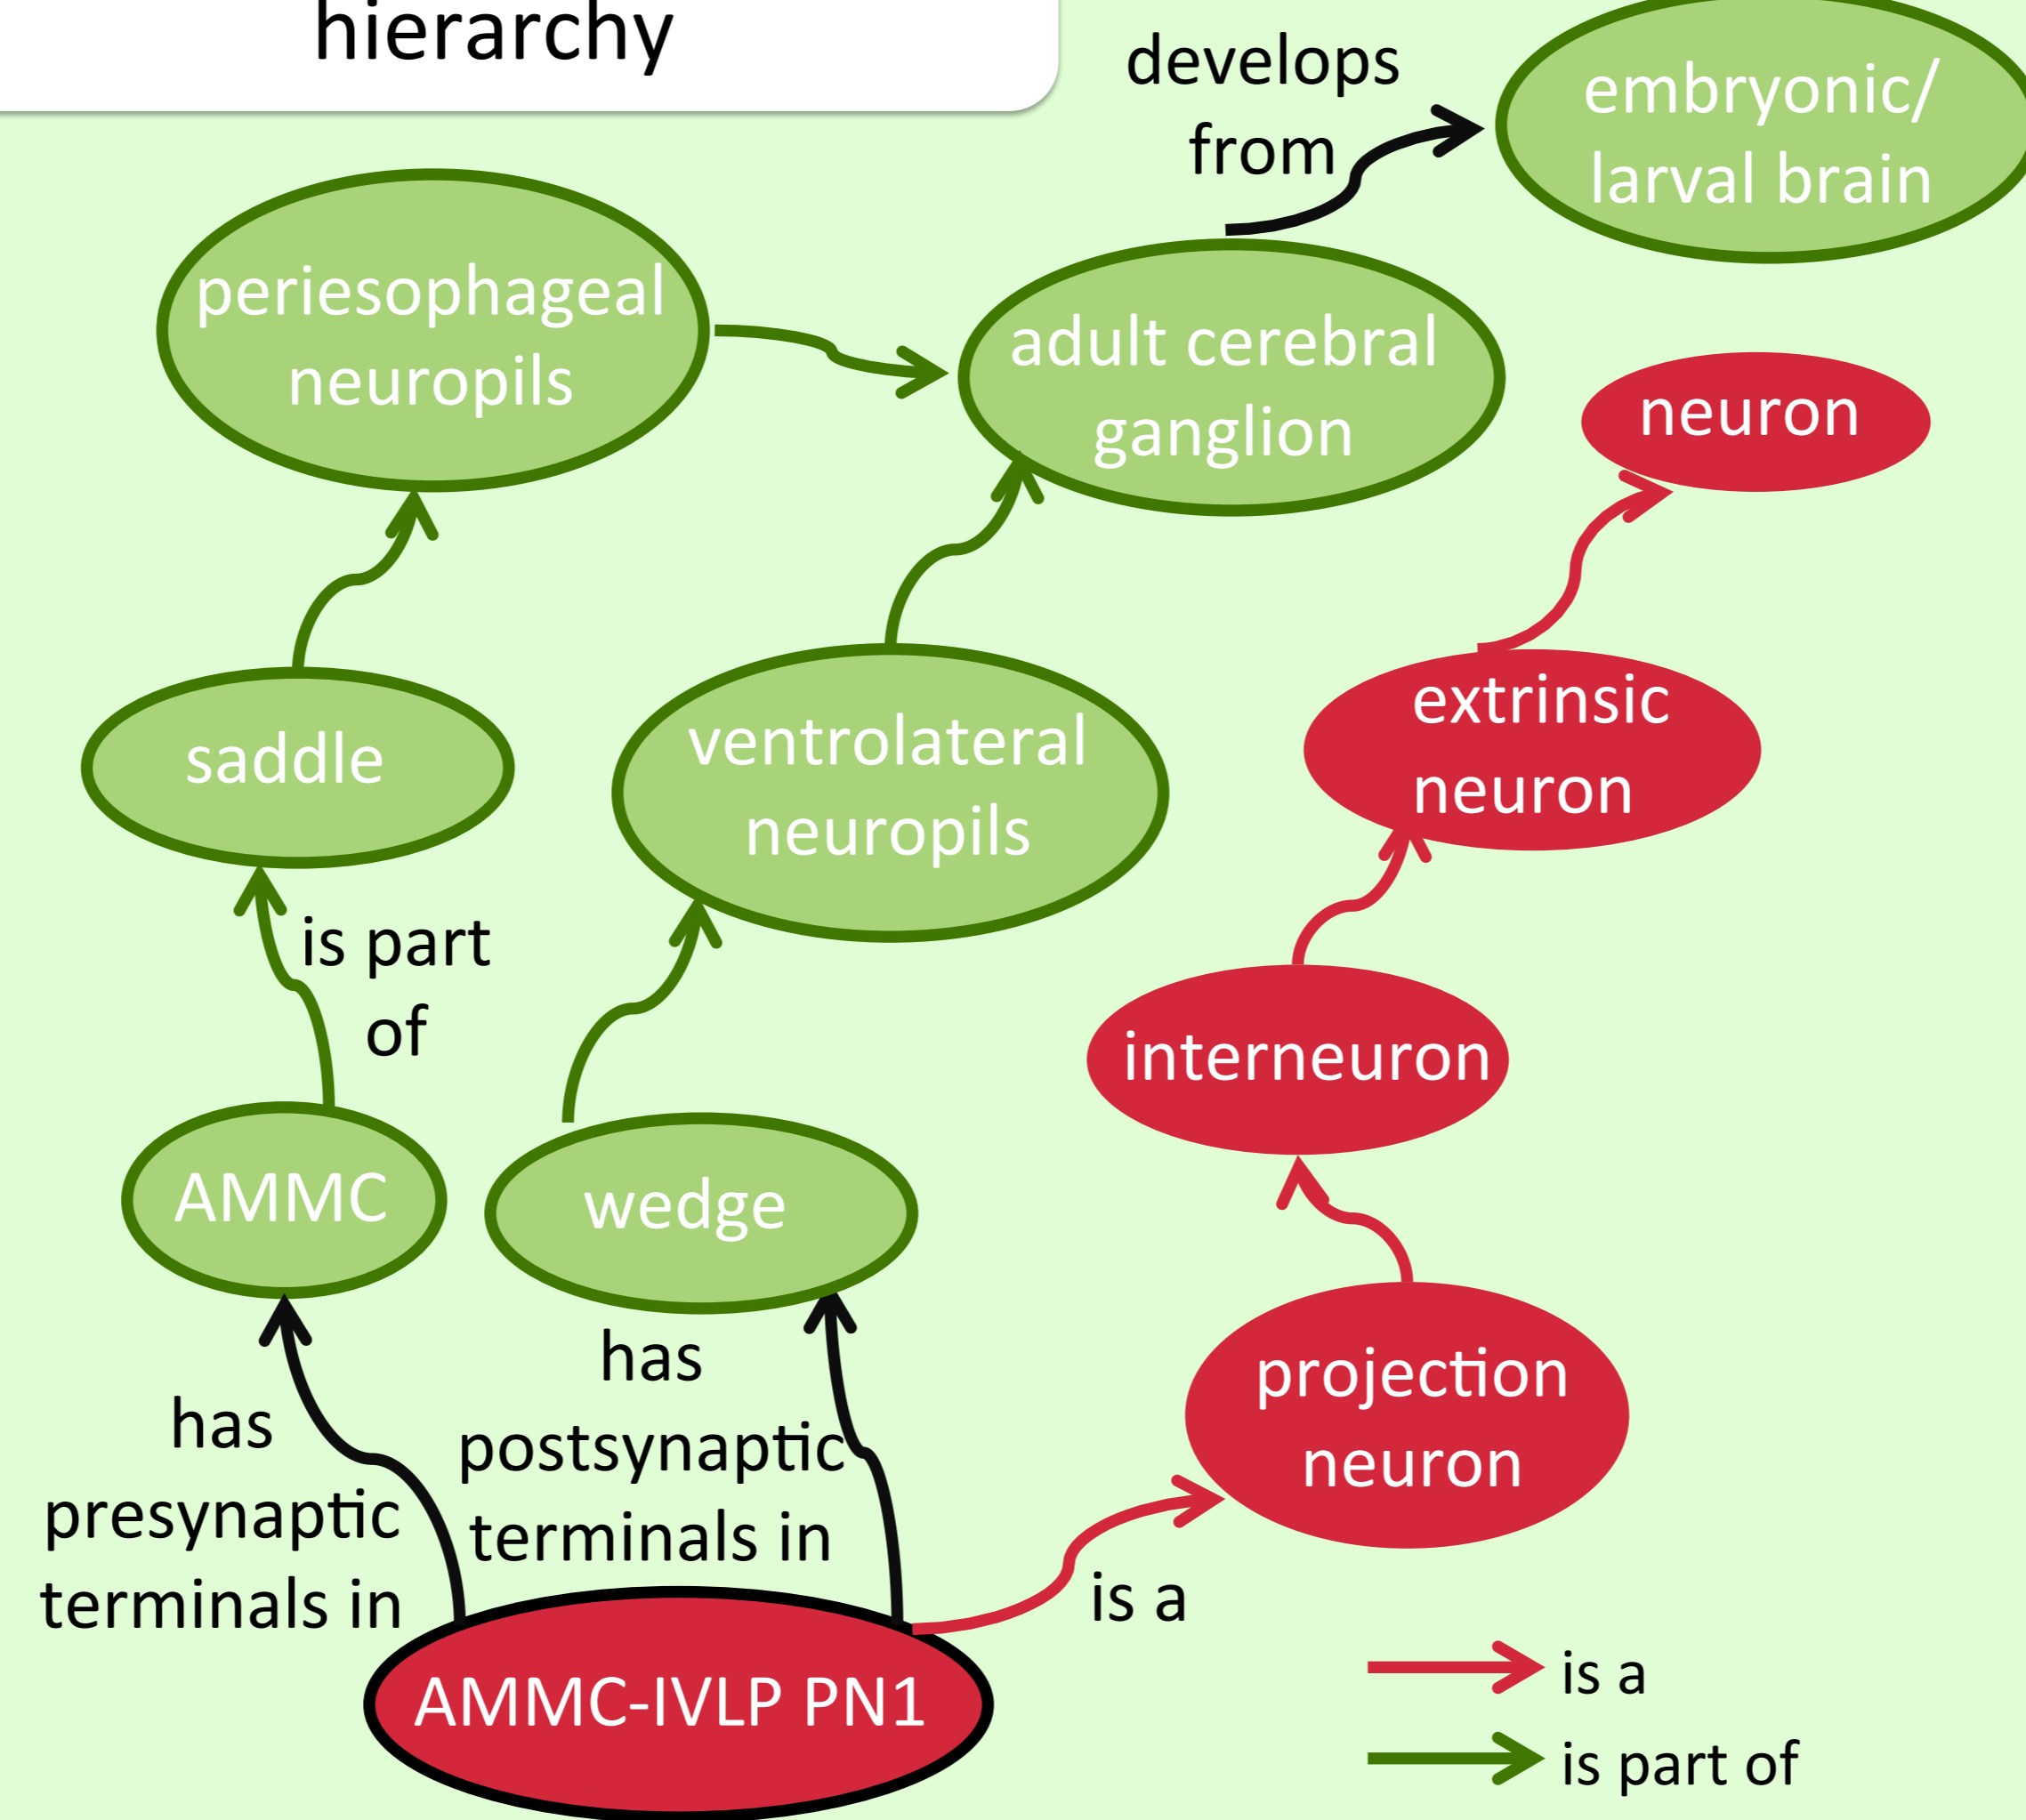 hierarchy
develops
from
embryonic/
larval brain
periesophageal
neuropils
adult cerebral
ganglion
neuron
saddle
ventrolateral
neuropils
extrinsic
neuron
is part
of
interneuron
AMMC
wedge
has
presynaptic
terminals in
has
postsynaptic
terminals in
projection
neuron
is a
AMMC-IVLP PN1
is a
is part of